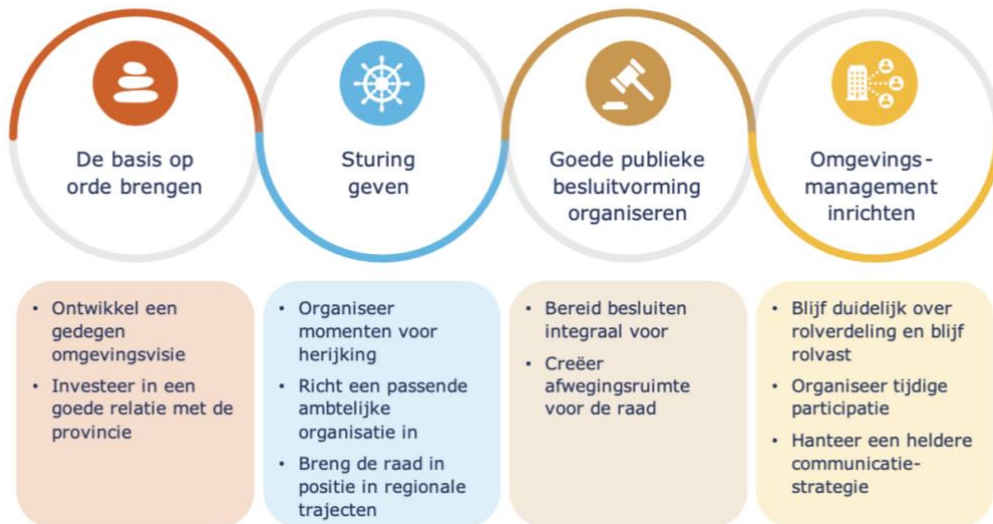 De basis op
orde brengen
Sturing
geven
Goede publieke
besluitvorming
organiseren
Omgevings-
management
inrichten
• Ontwikkel een
gedegen
omgevingsvisie
• Investeer in een
goede relatie met de
provincie
• Organiseer
momenten voor
herijking
• Richt een passende
ambtelijke
organisatie in
• Breng de raad in
positie in regionale
trajecten
• Bereid besluiten
integraal voor
• Creëer
afwegingsruimte
voor de raad
• Blijf duidelijk over
rolverdeling en blijf
rolvast
• Organiseer tijdige
participatie
• Hanteer een heldere
communicatie-
strategie